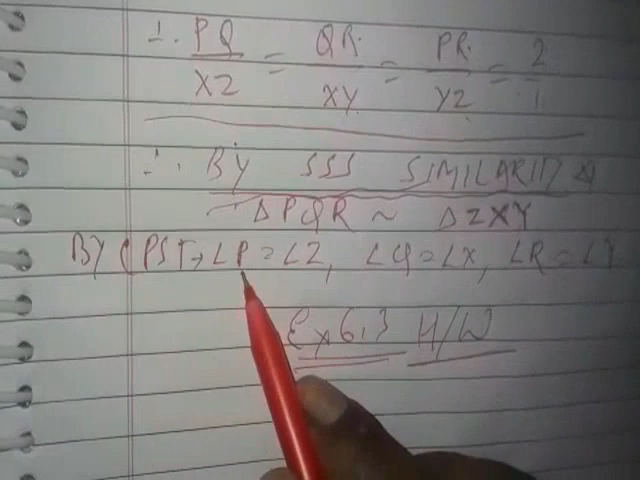 ∴ PQ/XZ = QR/XY = PR/YZ = 2/1
∴ BY SSS SIMILARITY
ΔPQR ~ ΔZXY
BY CPST → ∠P = ∠Z, ∠Q = ∠X, ∠R = ∠Y
Ex 6.3 H/W